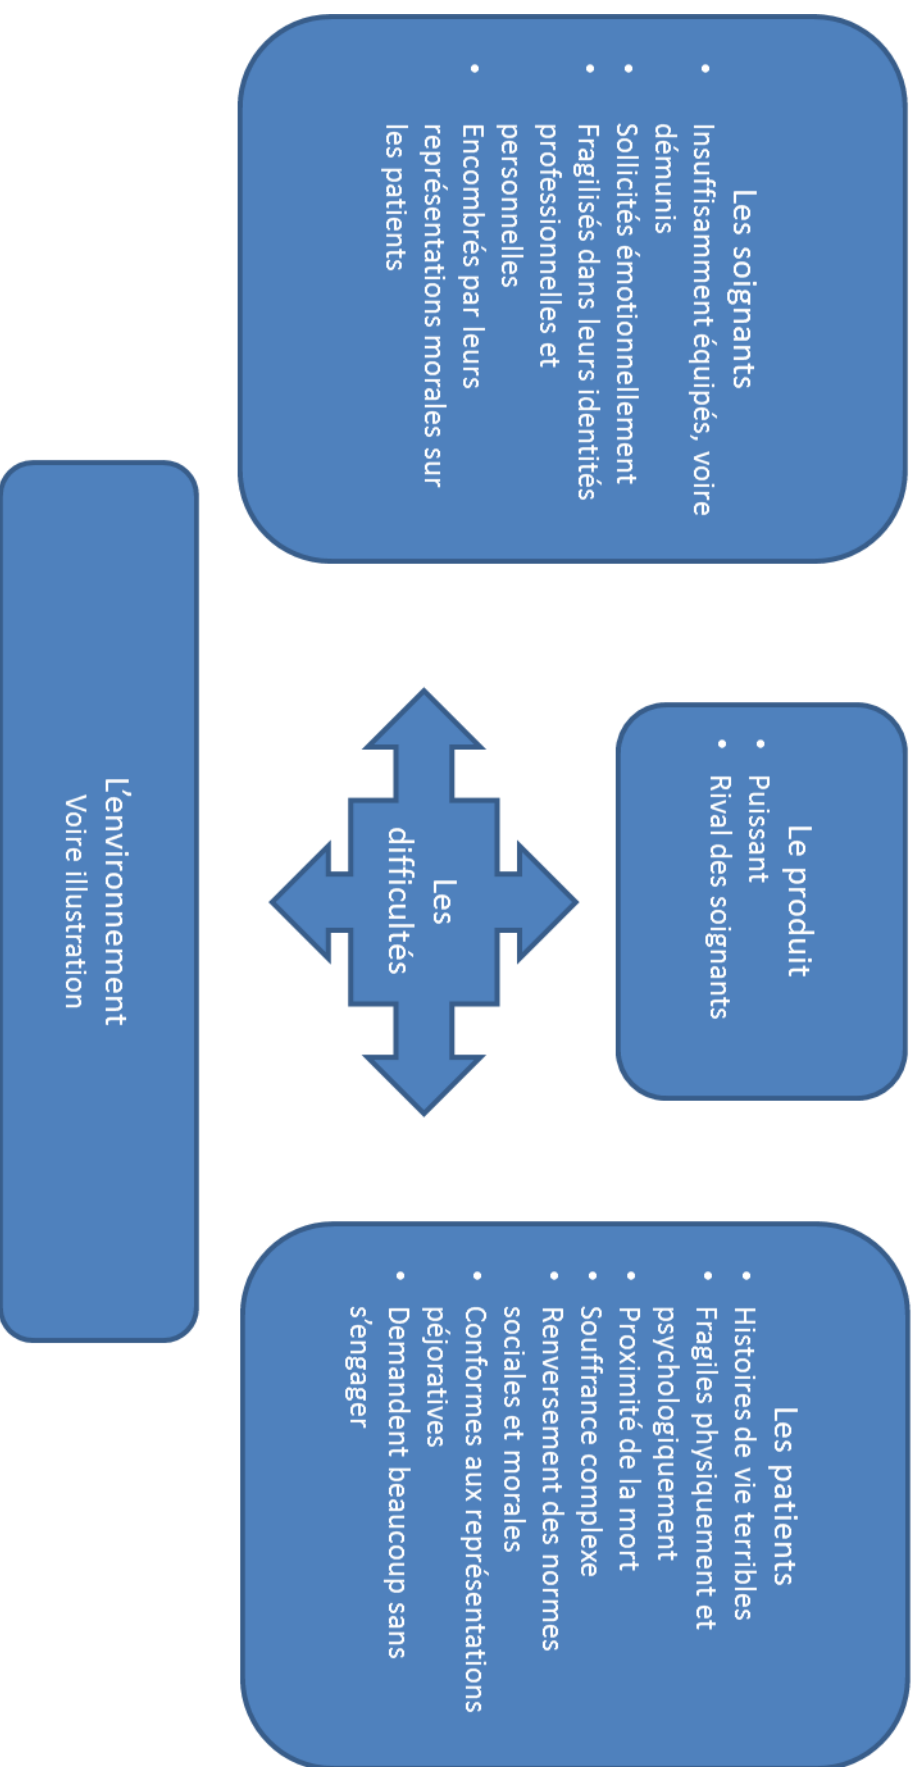 Les soignants
• Insuffisamment équipés, voire
démunis
• Sollicités émotionnellement
• Fragilisés dans leurs identités
professionnelles et
personnelles
• Encombrés par leurs
représentations morales sur
les patients
Le produit
• Puissant
• Rival des soignants
Les patients
• Histoires de vie terribles
• Fragiles physiquement et
psychologiquement
• Proximité de la mort
• Souffrance complexe
• Renversement des normes
sociales et morales
• Conformes aux représentations
péjoratives
• Demandent beaucoup sans
s'engager
Les
difficultés
L'environnement
Voire illustration